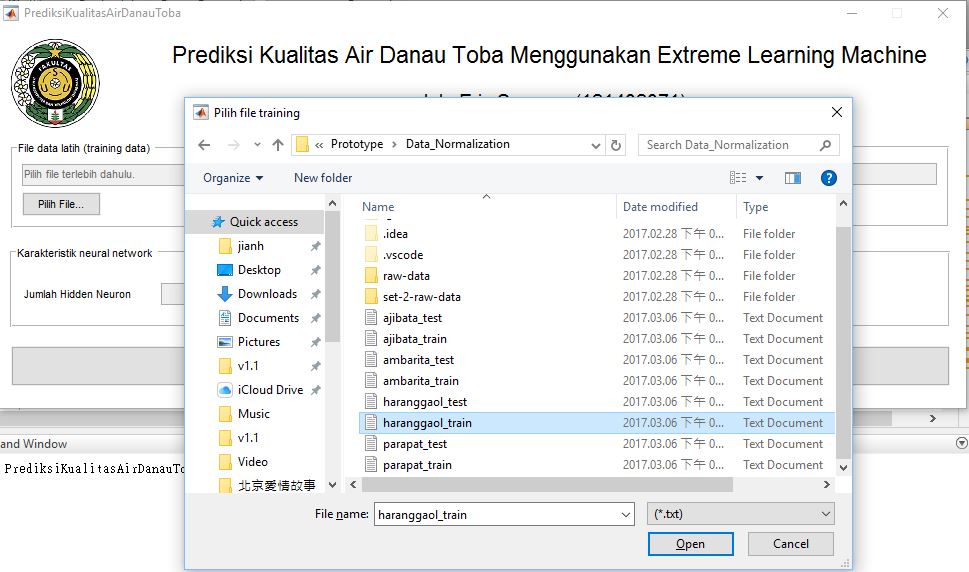 PrediksiKualitasAirDanauToba
Prediksi Kualitas Air Danau Toba Menggunakan Extreme Learning Machine
FAKULTAS
File data latih (training data)
Pilih file terlebih dahulu.
Pilih File...
Karakteristik neural network
Jumlah Hidden Neuron
and Window
PrediksiKualitasAirDanauTo
Pilih file training
« Prototype > Data_Normalization
Search Data_Normalization
Organize
New folder
Quick access
jianh
Desktop
Downloads
Documents
Pictures
v1.1
iCloud Drive
Music
v1.1
Video
北京愛情故事
Name Date modified Type
.idea 2017.02.28 下午 0... File folder
.vscode 2017.02.28 下午 0... File folder
raw-data 2017.02.28 下午 0... File folder
set-2-raw-data 2017.02.28 下午 0... File folder
ajibata_test 2017.03.06 下午 0... Text Document
ajibata_train 2017.03.06 下午 0... Text Document
ambarita_test 2017.03.06 下午 0... Text Document
ambarita_train 2017.03.06 下午 0... Text Document
haranggaol_test 2017.03.06 下午 0... Text Document
haranggaol_train 2017.03.06 下午 0... Text Document
parapat_test 2017.03.06 下午 0... Text Document
parapat_train 2017.03.06 下午 0... Text Document
File name: haranggaol_train (*.txt)
Open
Cancel